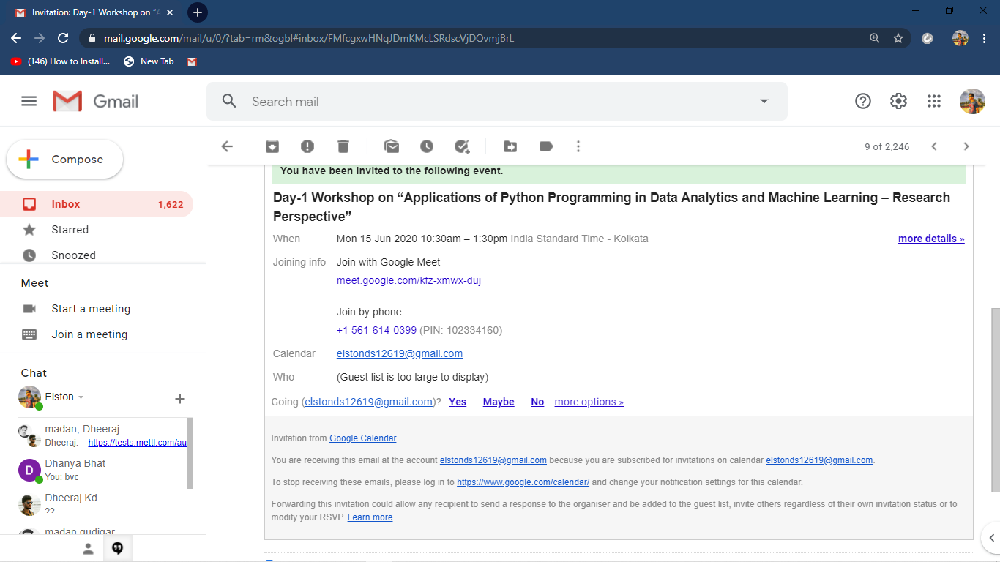 Invitation: Day-1 Workshop on “A
mail.google.com/mail/u/0/?tab=rm&ogbl#inbox/FMfcgxwHNqJDmKMcLSRdscVjDQvmjBrL
(146) How to Install...
New Tab
Gmail
Search mail
Compose
9 of 2,246
Inbox 1,622
Starred
Snoozed
Meet
Start a meeting
Join a meeting
Chat
Elston
madan, Dheeraj
Dheeraj: https://tests.mettl.com/au
D
Dhanya Bhat
You: bvc
Dheeraj Kd
??
madan gudigar
You have been invited to the following event.
Day-1 Workshop on “Applications of Python Programming in Data Analytics and Machine Learning – Research
Perspective”
When Mon 15 Jun 2020 10:30am – 1:30pm India Standard Time - Kolkata more details »
Joining info Join with Google Meet
meet.google.com/kfz-xmwx-duj
Join by phone
+1 561-614-0399 (PIN: 102334160)
Calendar elstonds12619@gmail.com
Who (Guest list is too large to display)
Going (elstonds12619@gmail.com)? Yes - Maybe - No more options »
Invitation from Google Calendar
You are receiving this email at the account elstonds12619@gmail.com because you are subscribed for invitations on calendar elstonds12619@gmail.com.
To stop receiving these emails, please log in to https://www.google.com/calendar/ and change your notification settings for this calendar.
Forwarding this invitation could allow any recipient to send a response to the organiser and be added to the guest list, invite others regardless of their own invitation status or to
modify your RSVP. Learn more.